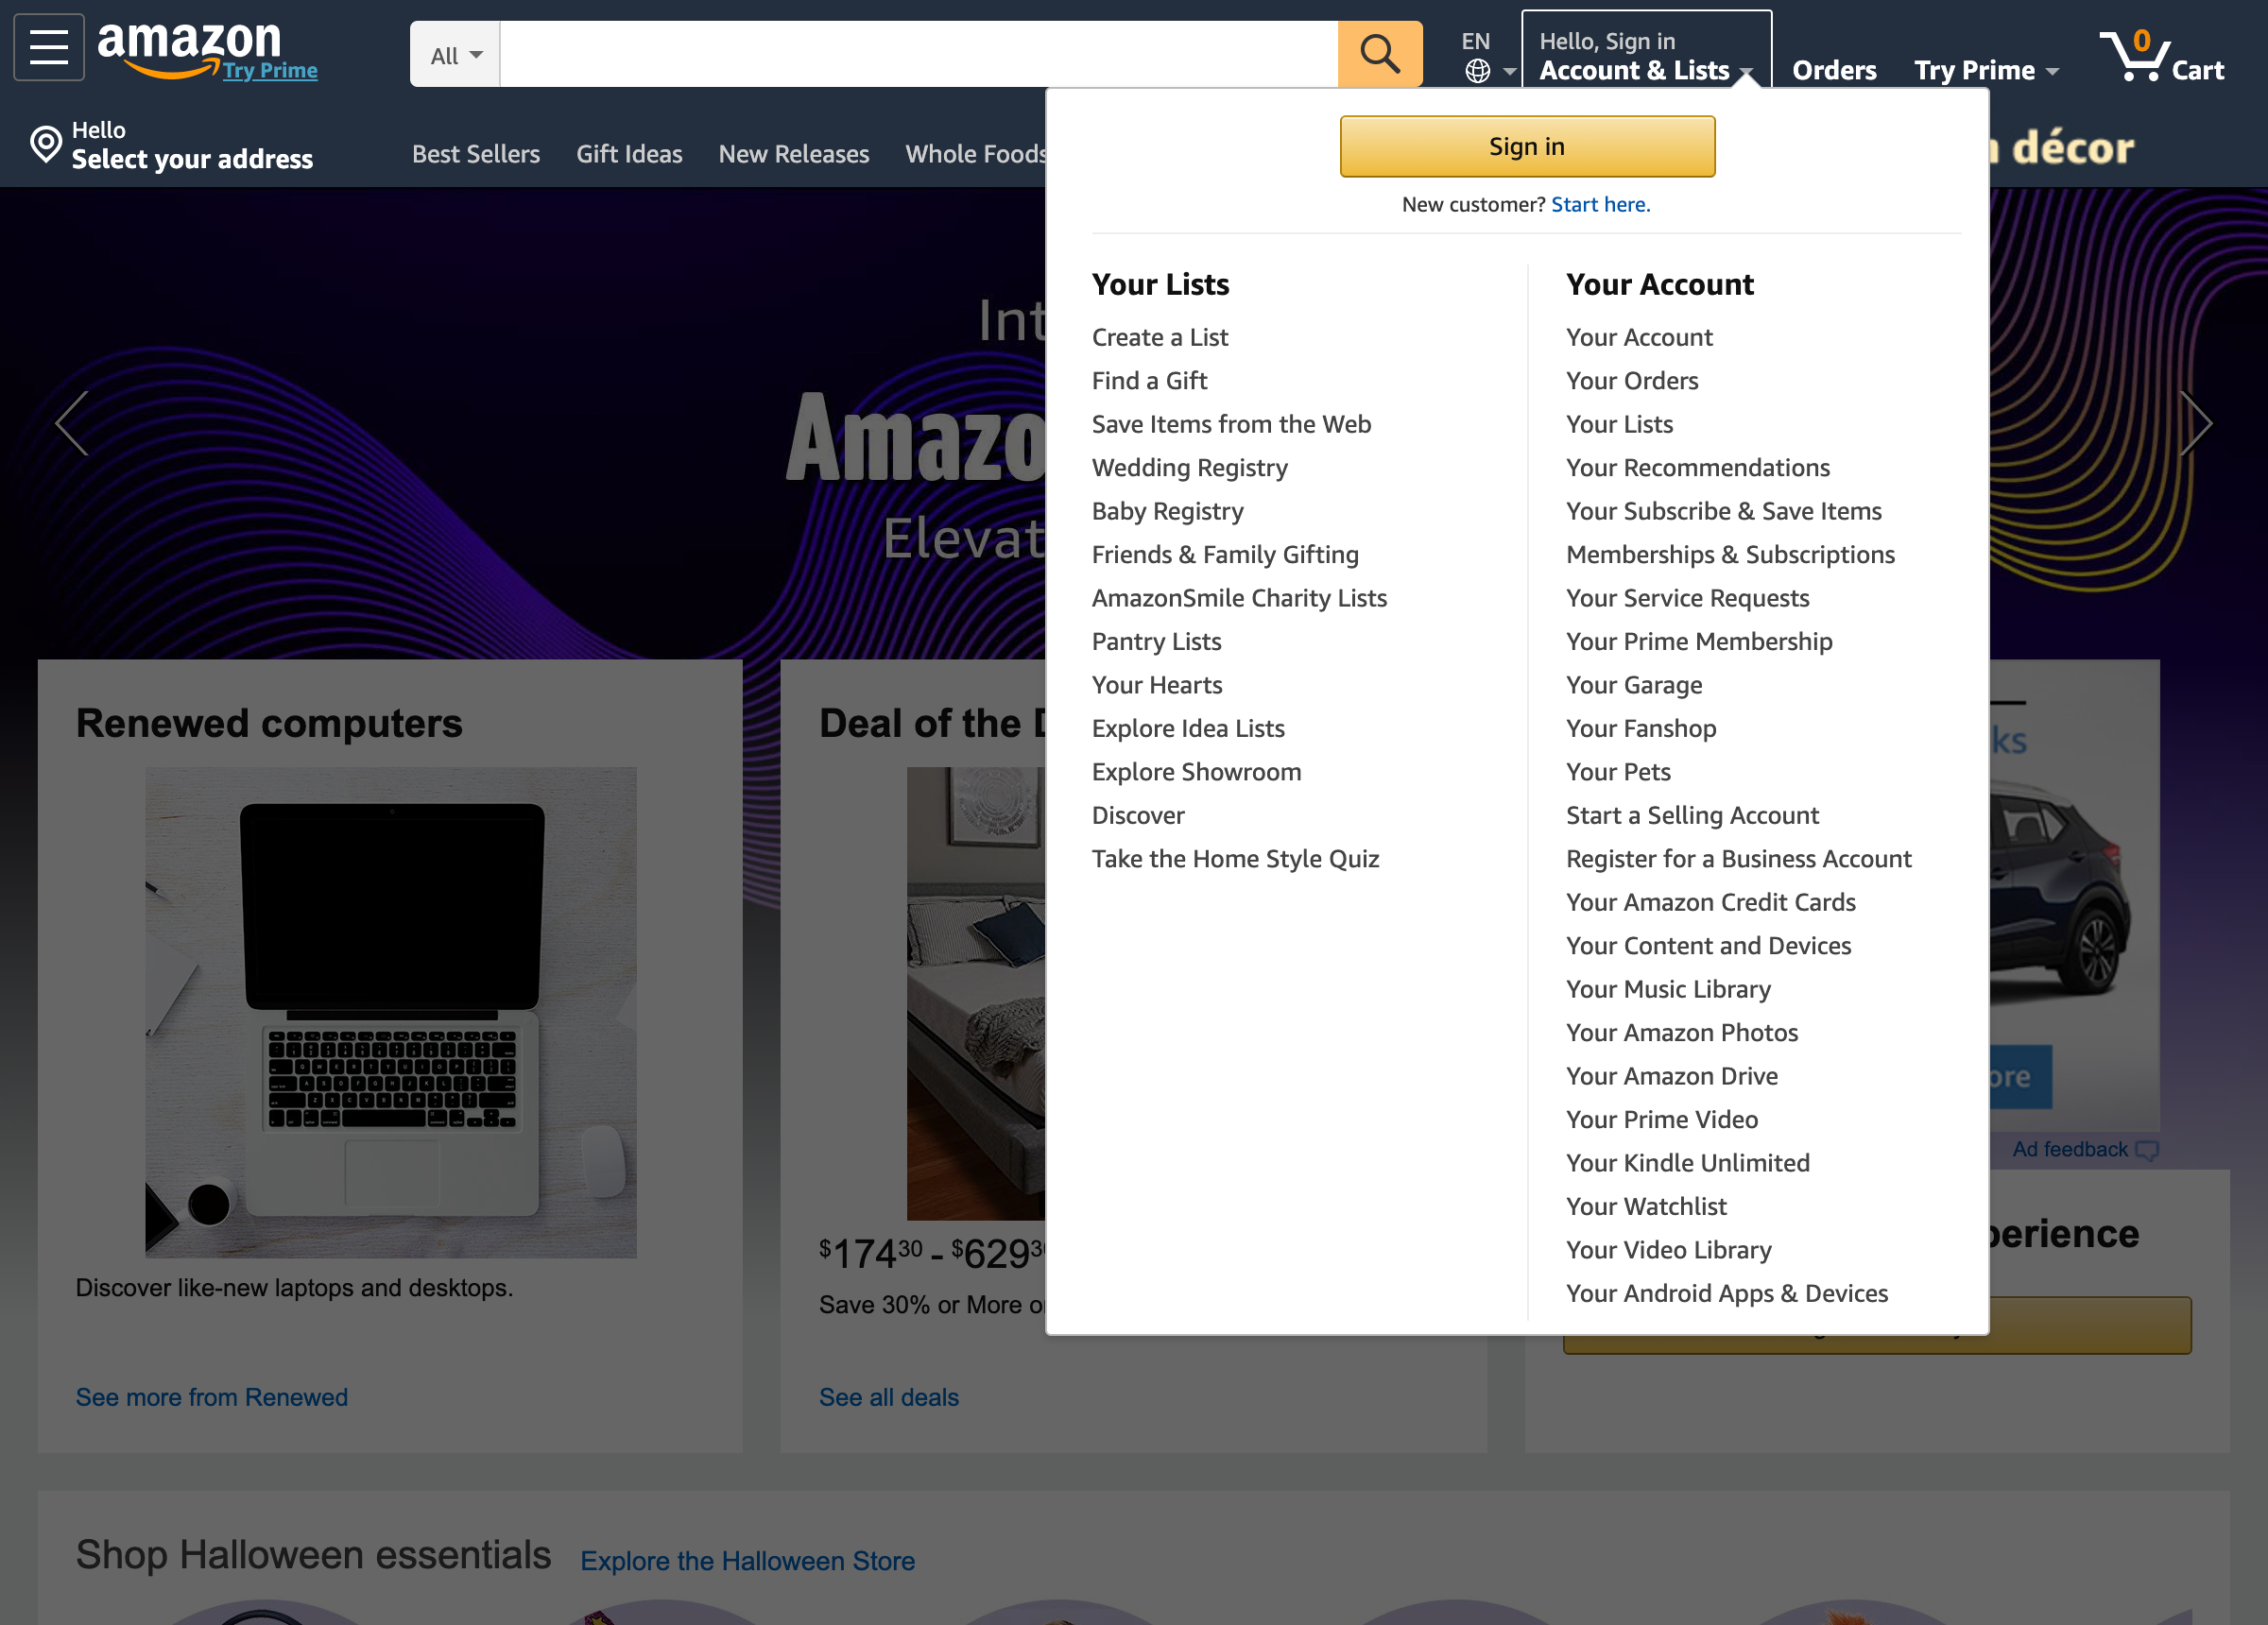 amazon
Try Prime
All
EN
Hello, Sign in
Account & Lists
Orders
Try Prime
0
Cart
Hello
Select your address
Best Sellers
Gift Ideas
New Releases
Whole Foods
décor
Sign in
New customer? Start here.
Your Lists
Create a List
Find a Gift
Save Items from the Web
Wedding Registry
Baby Registry
Friends & Family Gifting
AmazonSmile Charity Lists
Pantry Lists
Your Hearts
Explore Idea Lists
Explore Showroom
Discover
Take the Home Style Quiz
Your Account
Your Account
Your Orders
Your Lists
Your Recommendations
Your Subscribe & Save Items
Memberships & Subscriptions
Your Service Requests
Your Prime Membership
Your Garage
Your Fanshop
Your Pets
Start a Selling Account
Register for a Business Account
Your Amazon Credit Cards
Your Content and Devices
Your Music Library
Your Amazon Photos
Your Amazon Drive
Your Prime Video
Your Kindle Unlimited
Your Watchlist
Your Video Library
Your Android Apps & Devices
Int
Amazo
Elevat
Renewed computers
Discover like-new laptops and desktops.
See more from Renewed
Deal of the
$174.30 - $629
Save 30% or More
See all deals
ks
ore
Ad feedback
perience
Shop Halloween essentials
Explore the Halloween Store